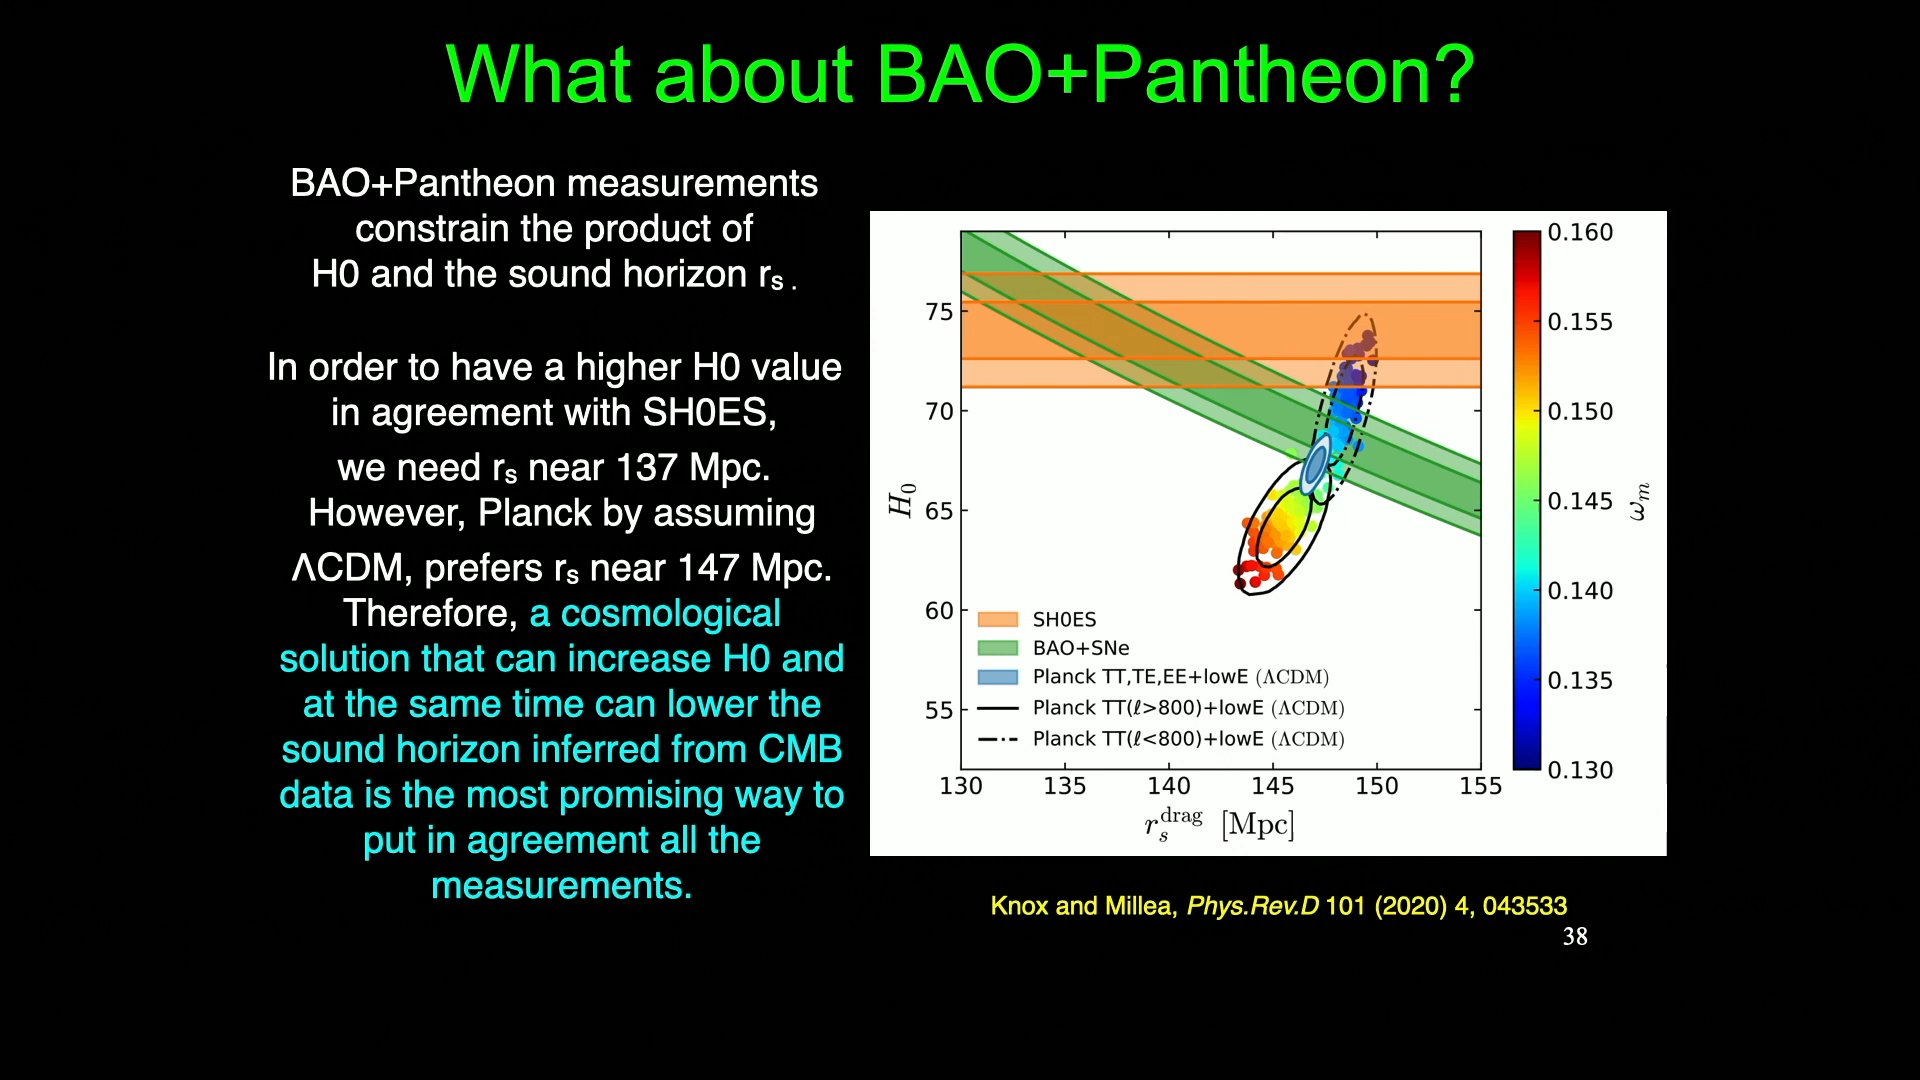 What about BAO+Pantheon?
BAO+Pantheon measurements
constrain the product of
H0 and the sound horizon rₛ .
In order to have a higher H0 value
in agreement with SH0ES,
we need rₛ near 137 Mpc.
However, Planck by assuming
ΛCDM, prefers rₛ near 147 Mpc.
Therefore, a cosmological
solution that can increase H0 and
at the same time can lower the
sound horizon inferred from CMB
data is the most promising way to
put in agreement all the
measurements.
75
70
65
60
55
H₀
130 135 140 145 150 155
r_s^drag [Mpc]
SH0ES
BAO+SNe
Planck TT,TE,EE+lowE (ΛCDM)
Planck TT(ℓ>800)+lowE (ΛCDM)
Planck TT(ℓ<800)+lowE (ΛCDM)
0.160
0.155
0.150
0.145
0.140
0.135
0.130
ωₘ
Knox and Millea, Phys.Rev.D 101 (2020) 4, 043533
38